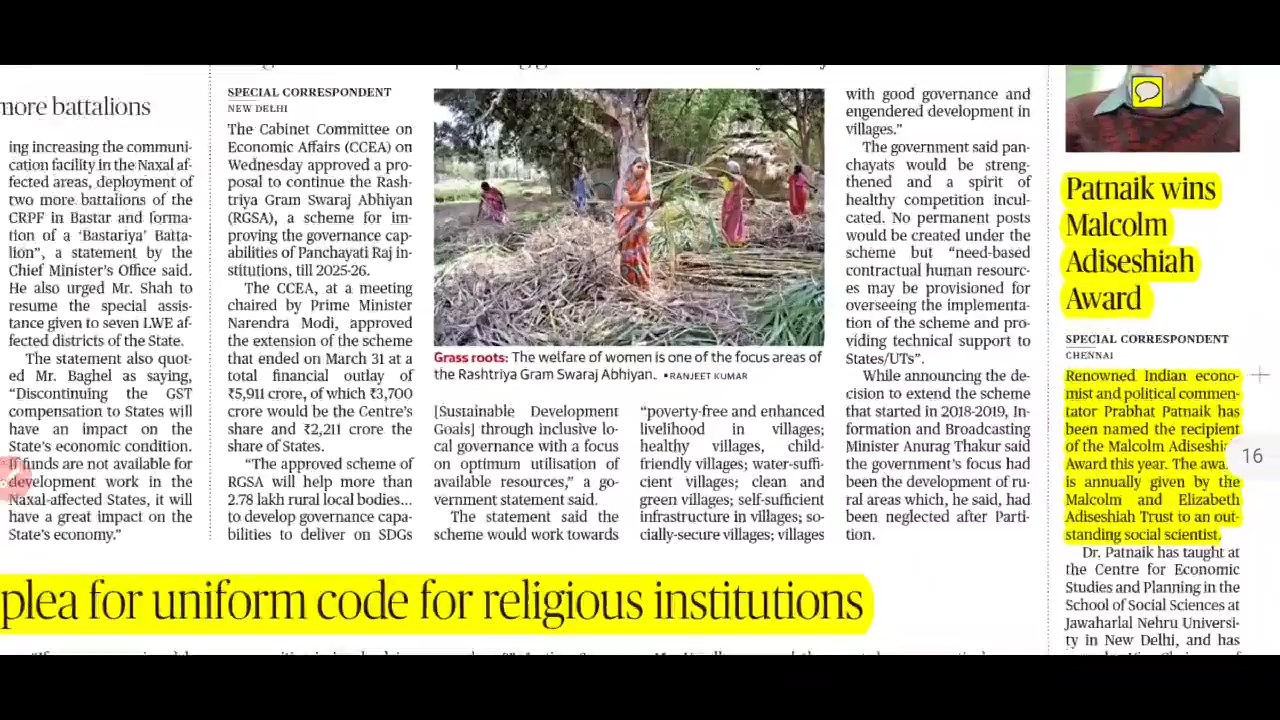 more battalions
ing increasing the communi-
cation facility in the Naxal af-
fected areas, deployment of
two more battalions of the
CRPF in Bastar and forma-
tion of a ‘Bastariya’ Batta-
lion”, a statement by the
Chief Minister’s Office said.
He also urged Mr. Shah to
resume the special assis-
tance given to seven LWE af-
fected districts of the State.
The statement also quot-
ed Mr. Baghel as saying,
“Discontinuing the GST
compensation to States will
have an impact on the
State’s economic condition.
If funds are not available for
development work in the
Naxal-affected States, it will
have a great impact on the
State’s economy.”
SPECIAL CORRESPONDENT
NEW DELHI
The Cabinet Committee on
Economic Affairs (CCEA) on
Wednesday approved a pro-
posal to continue the Rash-
triya Gram Swaraj Abhiyan
(RGSA), a scheme for im-
proving the governance cap-
abilities of Panchayati Raj in-
stitutions, till 2025-26.
The CCEA, at a meeting
chaired by Prime Minister
Narendra Modi, approved
the extension of the scheme
that ended on March 31 at a
total financial outlay of
₹5,911 crore, of which ₹3,700
crore would be the Centre’s
share and ₹2,211 crore the
share of States.
“The approved scheme of
RGSA will help more than
2.78 lakh rural local bodies...
to develop governance capa-
bilities to deliver on SDGs
Grass roots: The welfare of women is one of the focus areas of
the Rashtriya Gram Swaraj Abhiyan. •RANJEET KUMAR
[Sustainable Development
Goals] through inclusive lo-
cal governance with a focus
on optimum utilisation of
available resources,” a go-
vernment statement said.
The statement said the
scheme would work towards
“poverty-free and enhanced
livelihood in villages;
healthy villages, child-
friendly villages; water-suffi-
cient villages; clean and
green villages; self-sufficient
infrastructure in villages; so-
cially-secure villages; villages
with good governance and
engendered development in
villages.”
The government said pan-
chayats would be streng-
thened and a spirit of
healthy competition incul-
cated. No permanent posts
would be created under the
scheme but “need-based
contractual human resourc-
es may be provisioned for
overseeing the implementa-
tion of the scheme and pro-
viding technical support to
States/UTs”.
While announcing the de-
cision to extend the scheme
that started in 2018-2019, In-
formation and Broadcasting
Minister Anurag Thakur said
the government’s focus had
been the development of ru-
ral areas which, he said, had
been neglected after Parti-
tion.
Patnaik wins
Malcolm
Adiseshiah
Award
SPECIAL CORRESPONDENT
CHENNAI
Renowned Indian econo-
mist and political commen-
tator Prabhat Patnaik has
been named the recipient
of the Malcolm Adiseshia
Award this year. The awa
is annually given by the
Malcolm and Elizabeth
Adiseshiah Trust to an out-
standing social scientist.
Dr. Patnaik has taught at
the Centre for Economic
Studies and Planning in the
School of Social Sciences at
Jawaharlal Nehru Universi-
ty in New Delhi, and has
16
plea for uniform code for religious institutions